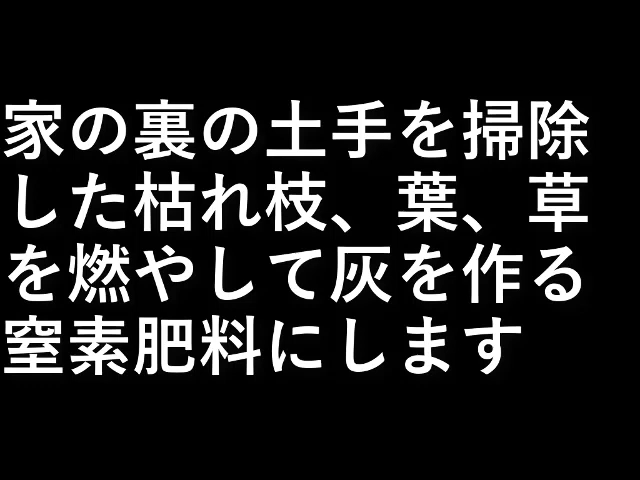 家の裏の土手を掃除
した枯れ枝、葉、草
を燃やして灰を作る
窒素肥料にします